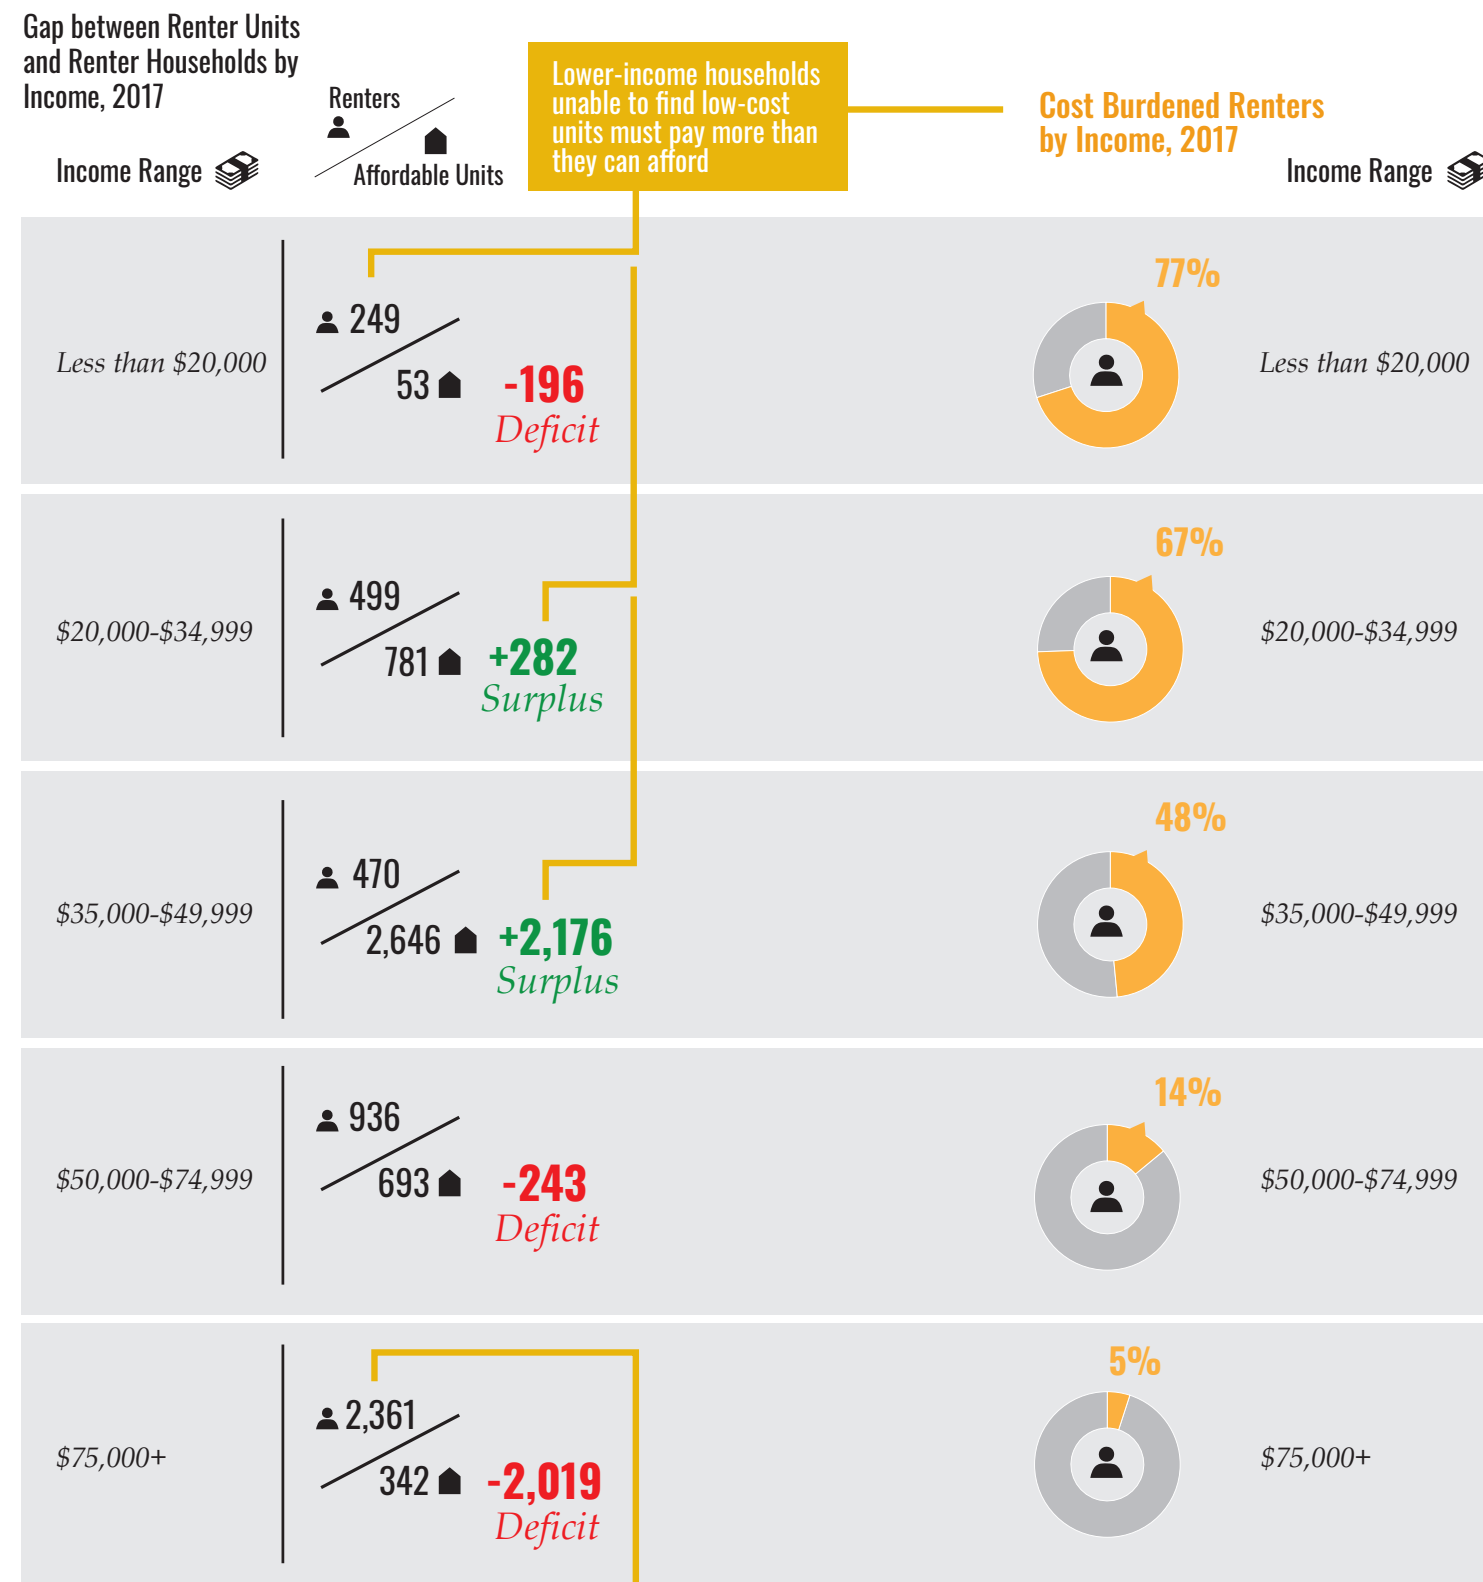 Gap between Renter Units
and Renter Households by
Income, 2017
Income Range
Renters
Affordable Units
Lower-income households
unable to find low-cost
units must pay more than
they can afford
Cost Burdened Renters
by Income, 2017
Income Range
Less than $20,000
249
53
-196
Deficit
77%
Less than $20,000
$20,000-$34,999
499
781
+282
Surplus
67%
$20,000-$34,999
$35,000-$49,999
470
2,646
+2,176
Surplus
48%
$35,000-$49,999
$50,000-$74,999
936
693
-243
Deficit
14%
$50,000-$74,999
$75,000+
2,361
342
-2,019
Deficit
5%
$75,000+